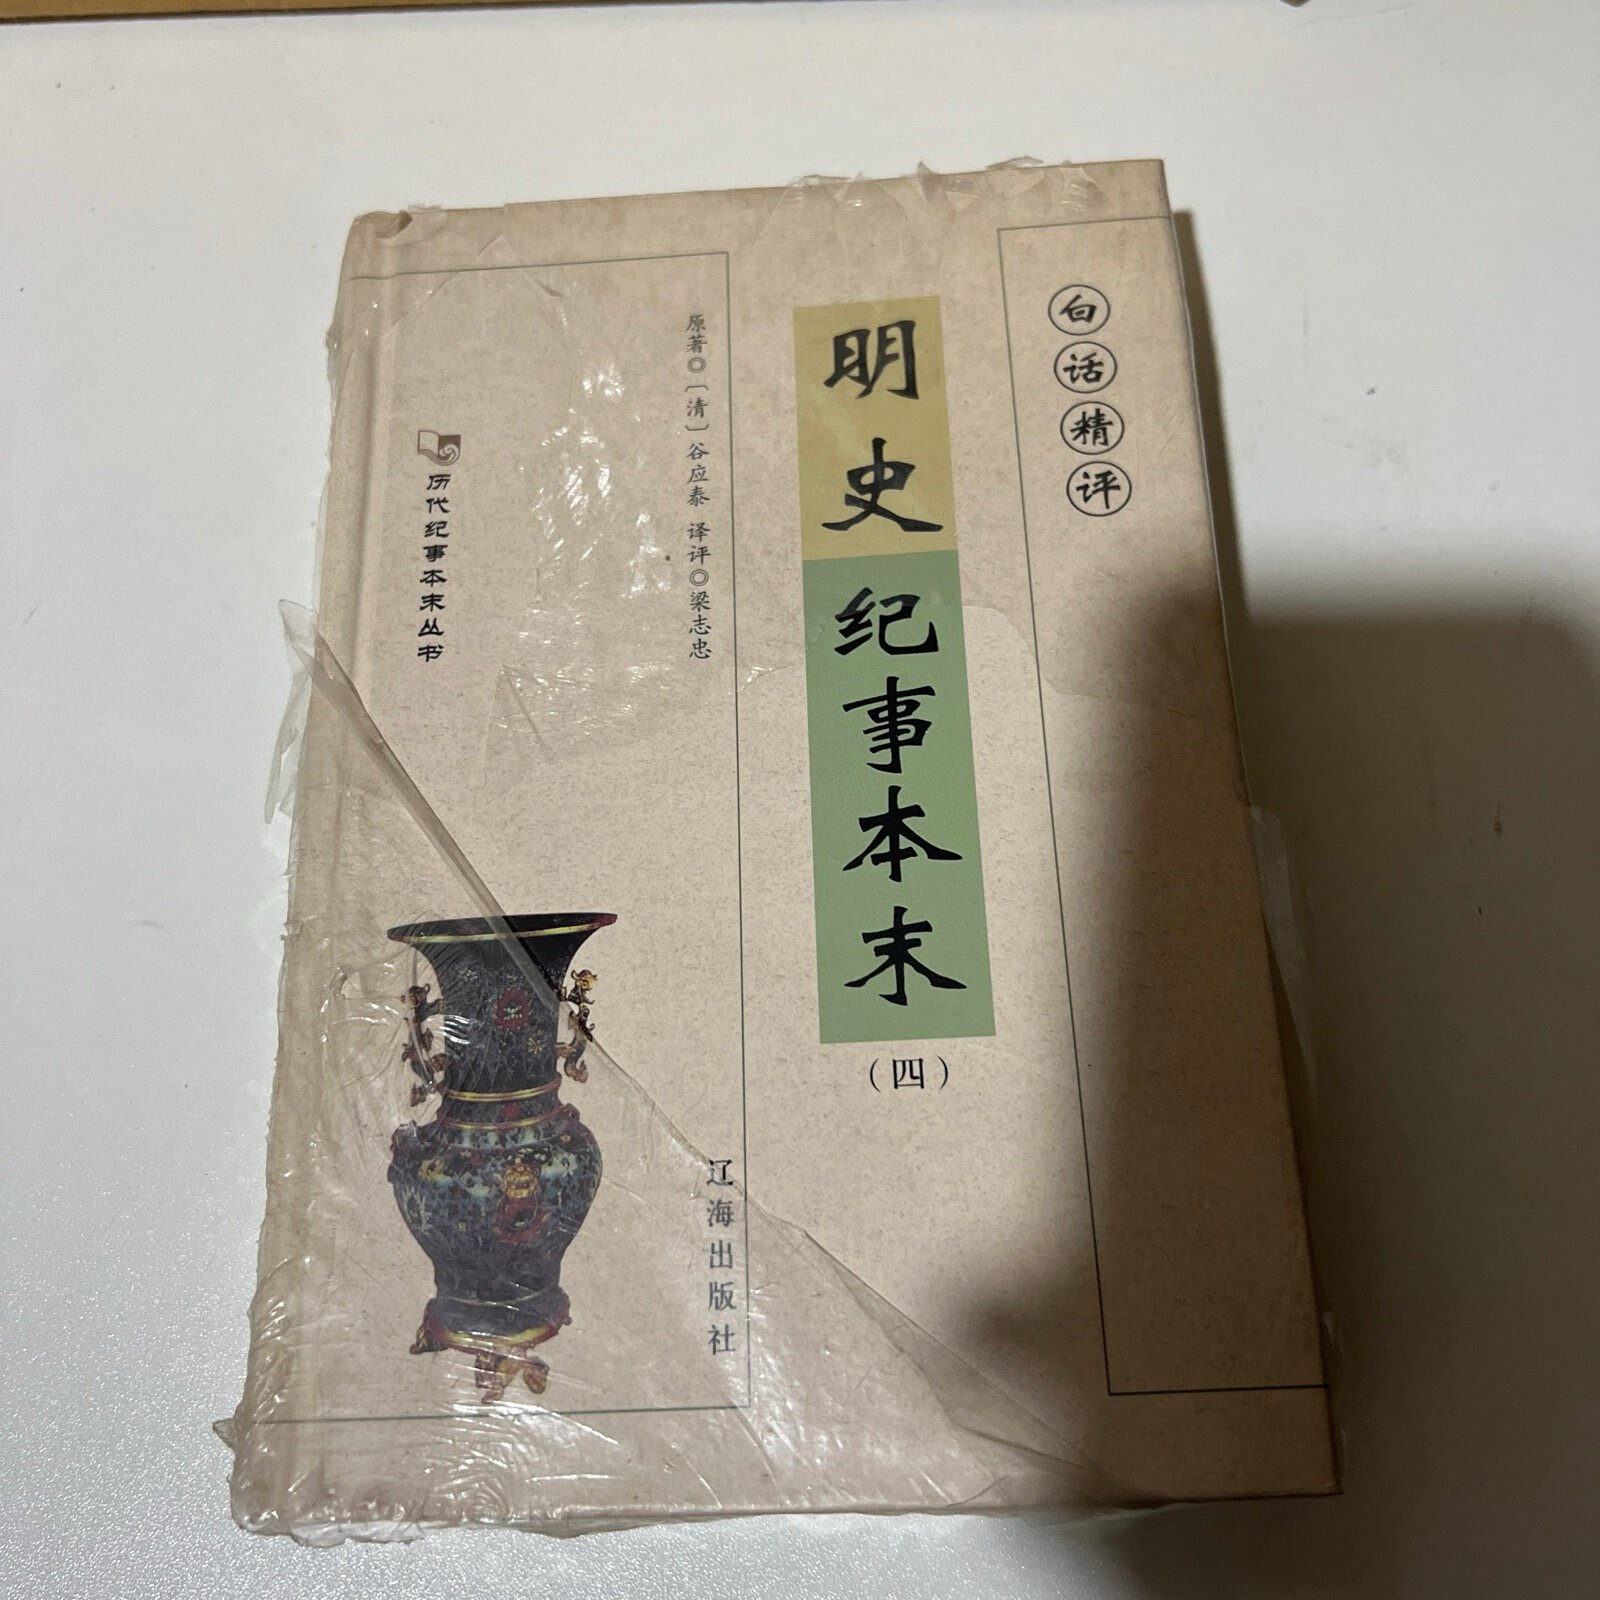 白话精评
明史纪事本末
（四）
原著◎〔清〕谷应泰 译评◎梁志忠
辽海出版社
历代纪事本末丛书